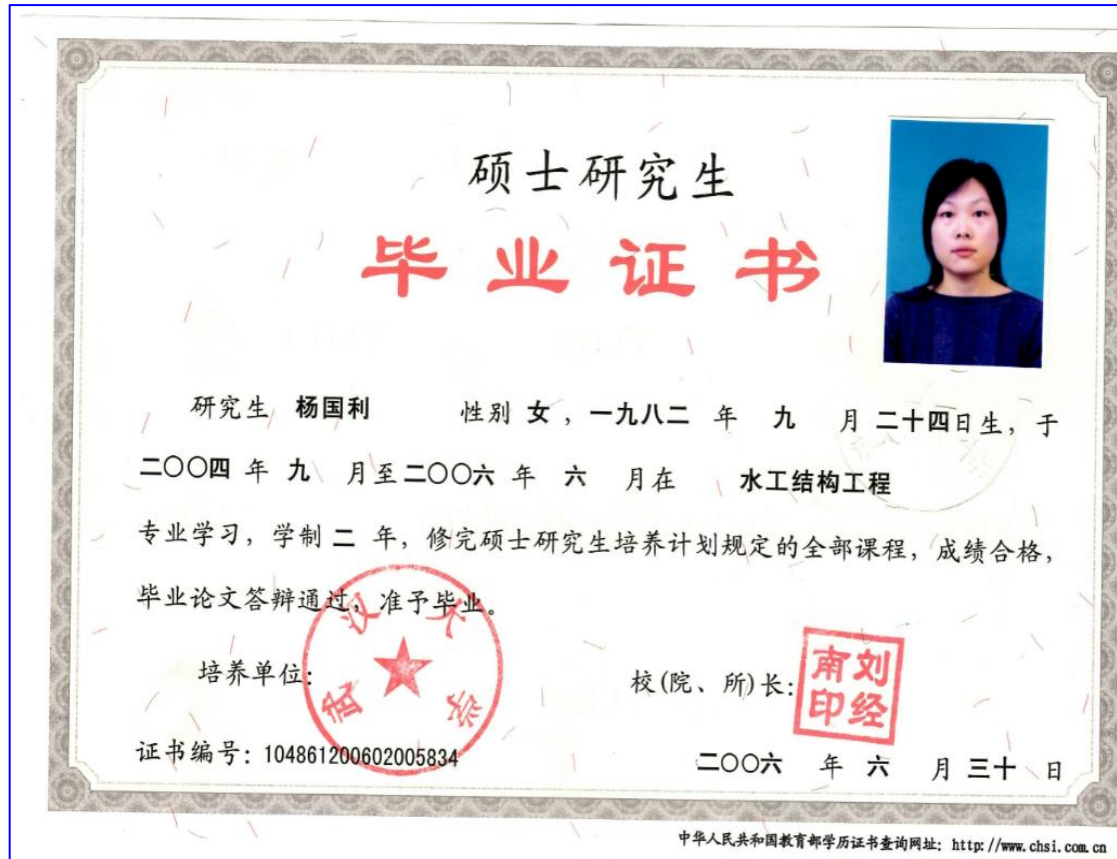 硕士研究生
毕业证书
研究生 杨国利 性别 女，一九八二 年 九 月 二十四日生，于
二〇〇四 年 九 月至二〇〇六 年 六 月在 水工结构工程
专业学习，学制 二 年，修完硕士研究生培养计划规定的全部课程，成绩合格，
毕业论文答辩通过，准予毕业。
武汉大学
培养单位：
校(院、所)长：
刘经南印
证书编号：104861200602005834
二〇〇六 年 六 月 三十 日
中华人民共和国教育部学历证书查询网址：http://www.chsi.com.cn